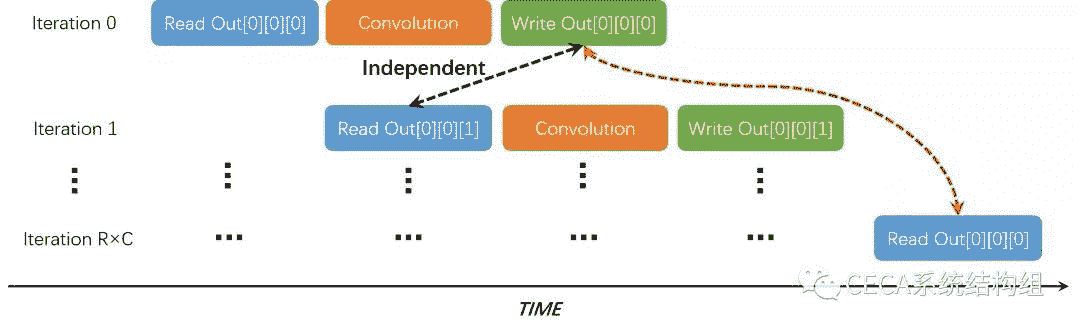 Iteration 0 Read Out[0][0][0] Convolution Write Out[0][0][0]
Independent
Iteration 1 Read Out[0][0][1] Convolution Write Out[0][0][1]
Iteration R×C Read Out[0][0][0]
CECA系统结构组
TIME